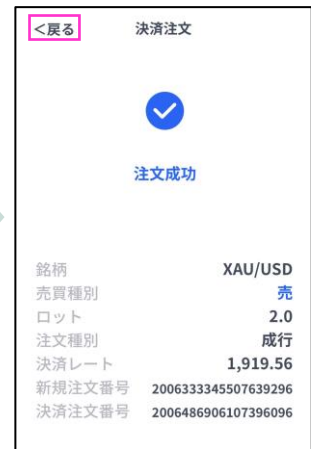 <戻る 決済注文
注文成功
銘柄 XAU/USD
売買種別 売
ロット 2.0
注文種別 成行
決済レート 1,919.56
新規注文番号 2006333345507639296
決済注文番号 2006486906107396096